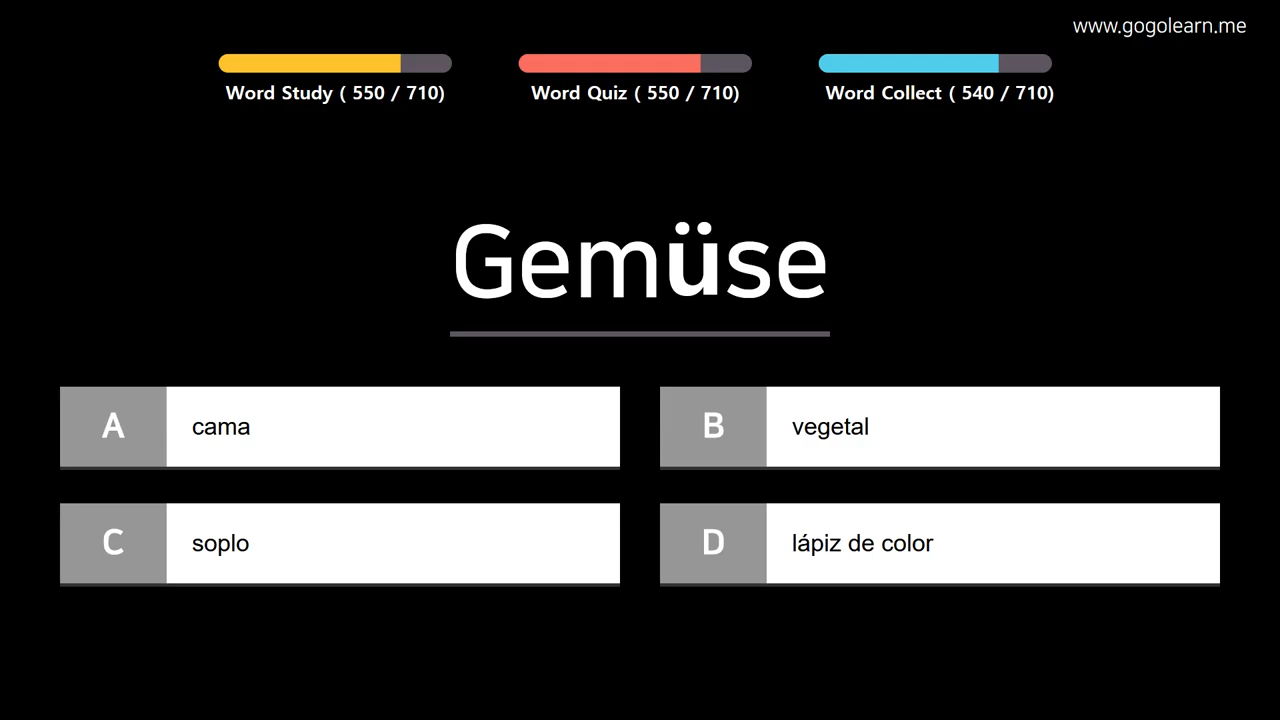 www.gogolearn.me
Word Study ( 550 / 710)
Word Quiz ( 550 / 710)
Word Collect ( 540 / 710)
Gemüse
A cama
B vegetal
C soplo
D lápiz de color